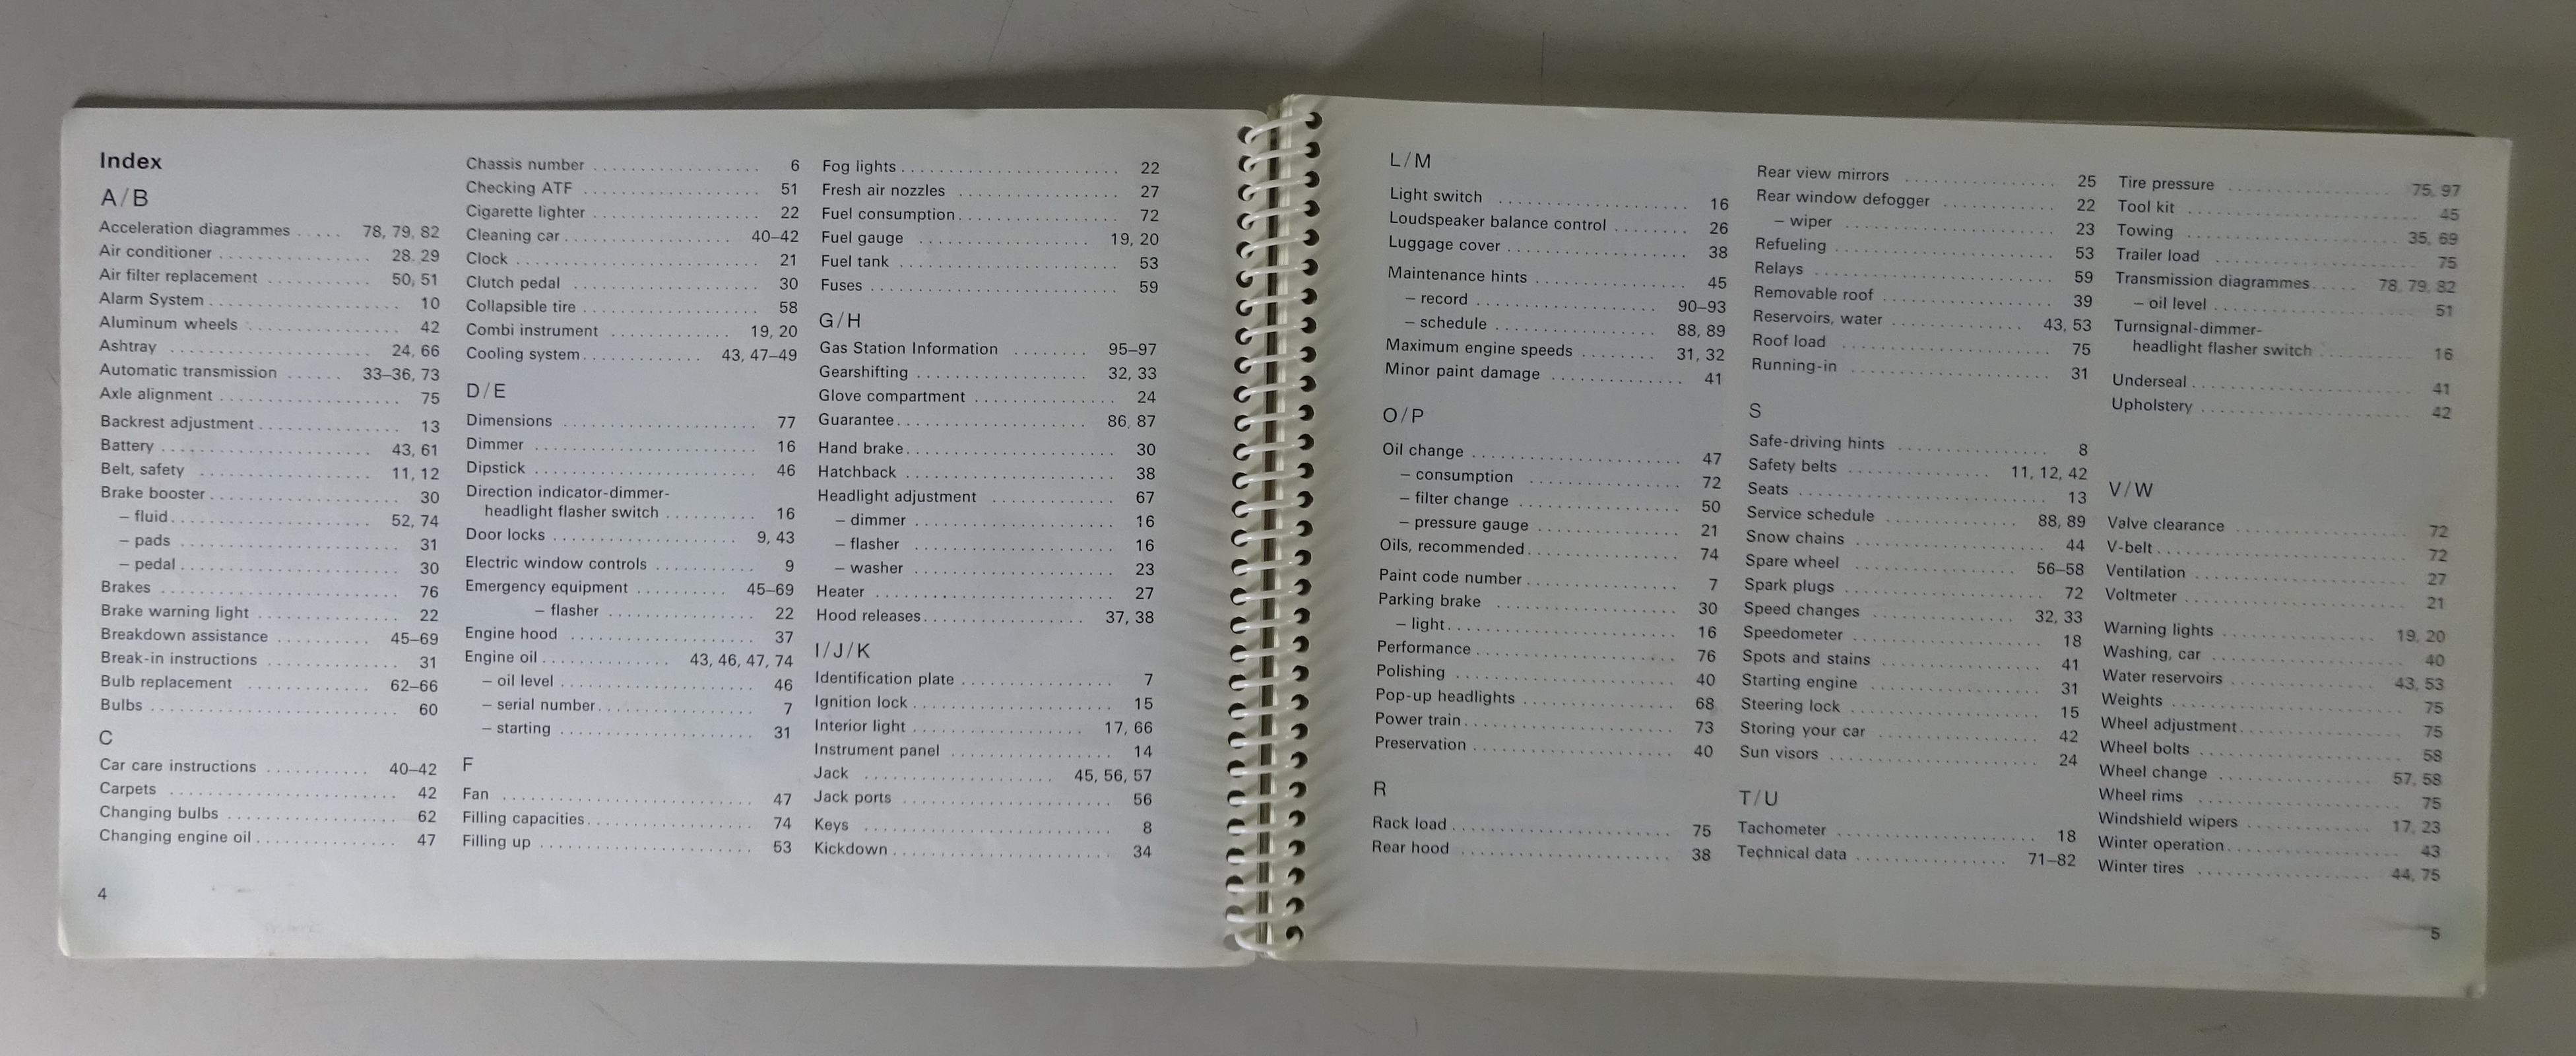 Index
A/B
Acceleration diagrammes ..... 78, 79, 82
Air conditioner ............... 28, 29
Air filter replacement .......... 50, 51
Alarm System ................. 10
Aluminum wheels ............... 42
Ashtray ................... 24, 66
Automatic transmission ...... 33–36, 73
Axle alignment .................. 75
Backrest adjustment .............. 13
Battery .................... 43, 61
Belt, safety ................. 11, 12
Brake booster .................. 30
– fluid .................... 52, 74
– pads ...................... 31
– pedal ..................... 30
Brakes ...................... 76
Brake warning light .............. 22
Breakdown assistance ......... 45–69
Break-in instructions ............. 31
Bulb replacement ............ 62–66
Bulbs ....................... 60
C
Car care instructions ........... 40–42
Carpets ...................... 42
Changing bulbs ................. 62
Changing engine oil .............. 47
4
Chassis number ................. 6
Checking ATF .................. 51
Cigarette lighter ................ 22
Cleaning car ................. 40–42
Clock ....................... 21
Clutch pedal ................... 30
Collapsible tire .................. 58
Combi instrument ............ 19, 20
Cooling system ............ 43, 47–49
D/E
Dimensions ................... 77
Dimmer ...................... 16
Dipstick ...................... 46
Direction indicator-dimmer-
headlight flasher switch .......... 16
Door locks .................... 9, 43
Electric window controls .......... 9
Emergency equipment .......... 45–69
– flasher .............. 22
Engine hood ................... 37
Engine oil ............. 43, 46, 47, 74
– oil level .................... 46
– serial number ................ 7
– starting .................... 31
F
Fan ......................... 47
Filling capacities ................. 74
Filling up ..................... 53
Fog lights ..................... 22
Fresh air nozzles ................ 27
Fuel consumption ................ 72
Fuel gauge ................. 19, 20
Fuel tank ..................... 53
Fuses ........................ 59
G/H
Gas Station Information ........ 95–97
Gearshifting ................. 32, 33
Glove compartment .............. 24
Guarantee ................... 86, 87
Hand brake .................... 30
Hatchback .................... 38
Headlight adjustment ............ 67
– dimmer .................... 16
– flasher .................... 16
– washer .................... 23
Heater ...................... 27
Hood releases ................ 37, 38
I/J/K
Identification plate ............... 7
Ignition lock ................... 15
Interior light ................. 17, 66
Instrument panel ................ 14
Jack ................... 45, 56, 57
Jack ports .................... 56
Keys ........................ 8
Kickdown ..................... 34
L/M
Light switch ................... 16
Loudspeaker balance control ........ 26
Luggage cover .................. 38
Maintenance hints ............... 45
– record .................... 90–93
– schedule ................ 88, 89
Maximum engine speeds ........ 31, 32
Minor paint damage .............. 41
O/P
Oil change .................... 47
– consumption ................ 72
– filter change ................. 50
– pressure gauge ............... 21
Oils, recommended ............... 74
Paint code number ............... 7
Parking brake .................. 30
– light ...................... 16
Performance ................... 76
Polishing ..................... 40
Pop-up headlights ............... 68
Power train .................... 73
Preservation ................... 40
R
Rack load ..................... 75
Rear hood .................... 38
Rear view mirrors ............... 25
Rear window defogger ............ 22
– wiper ..................... 23
Refueling ..................... 53
Relays ....................... 59
Removable roof ................. 39
Reservoirs, water ............. 43, 53
Roof load .................... 75
Running-in .................... 31
S
Safe-driving hints ................ 8
Safety belts .............. 11, 12, 42
Seats ........................ 13
Service schedule .............. 88, 89
Snow chains ................... 44
Spare wheel ................ 56–58
Spark plugs ................... 72
Speed changes ............... 32, 33
Speedometer .................. 18
Spots and stains ................ 41
Starting engine ................. 31
Steering lock .................. 15
Storing your car ................ 42
Sun visors .................... 24
T/U
Tachometer ................... 18
Technical data ............... 71–82
Tire pressure ................ 75, 97
Tool kit ...................... 45
Towing .................... 35, 69
Trailer load ................... 75
Transmission diagrammes ..... 78, 79, 82
– oil level .................... 51
Turnsignal-dimmer-
headlight flasher switch .......... 16
Underseal ..................... 41
Upholstery .................... 42
V/W
Valve clearance ................. 72
V-belt ....................... 72
Ventilation .................... 27
Voltmeter .................... 21
Warning lights ............... 19, 20
Washing, car .................. 40
Water reservoirs .............. 43, 53
Weights ...................... 75
Wheel adjustment ............... 75
Wheel bolts ................... 58
Wheel change ............... 57, 58
Wheel rims ................... 75
Windshield wipers ............ 17, 23
Winter operation ................ 43
Winter tires ................ 44, 75
5